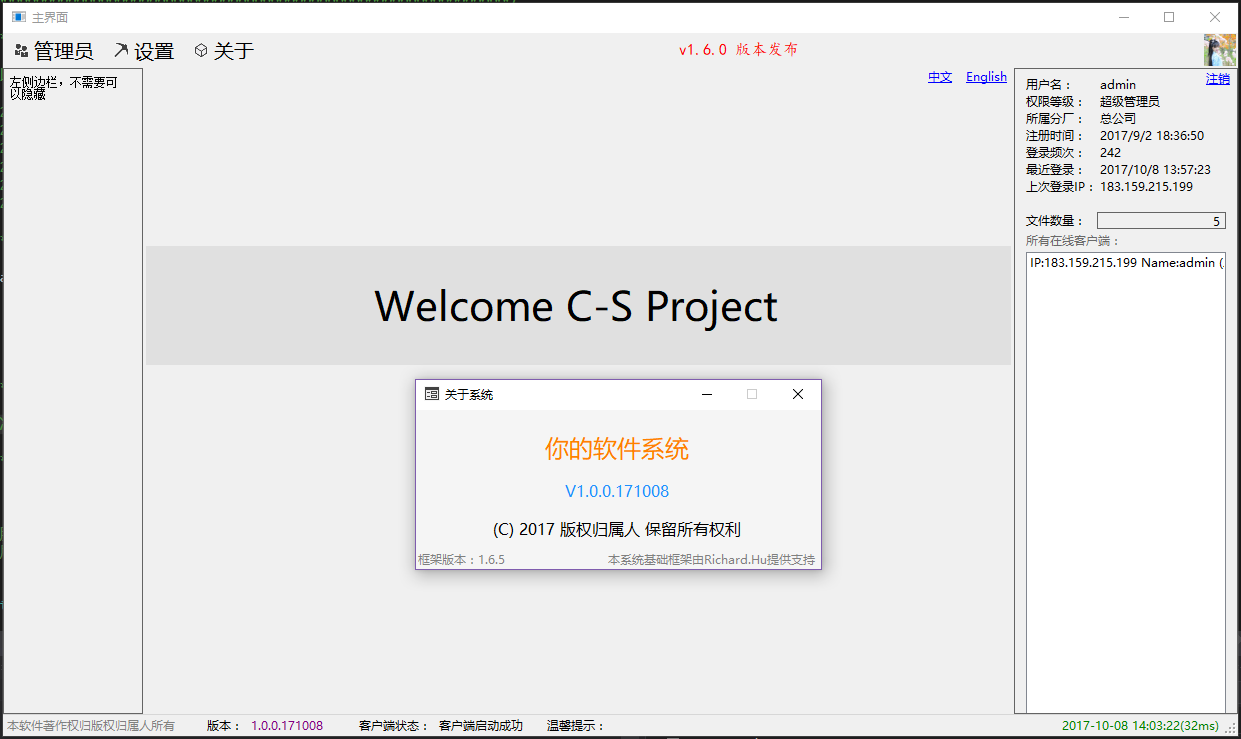 主界面
管理员 设置 关于
v1.6.0 版本发布
左侧边栏，不需要可
以隐藏
中文 English
注销
用户名： admin
权限等级： 超级管理员
所属分厂： 总公司
注册时间： 2017/9/2 18:36:50
登录频次： 242
最近登录： 2017/10/8 13:57:23
上次登录IP： 183.159.215.199
文件数量： 5
所有在线客户端：
IP:183.159.215.199 Name:admin (
Welcome C-S Project
关于系统
你的软件系统
V1.0.0.171008
(C) 2017 版权归属人 保留所有权利
框架版本：1.6.5 本系统基础框架由Richard.Hu提供支持
本软件著作权归版权归属人所有 版本： 1.0.0.171008 客户端状态： 客户端启动成功 温馨提示： 2017-10-08 14:03:22(32ms)